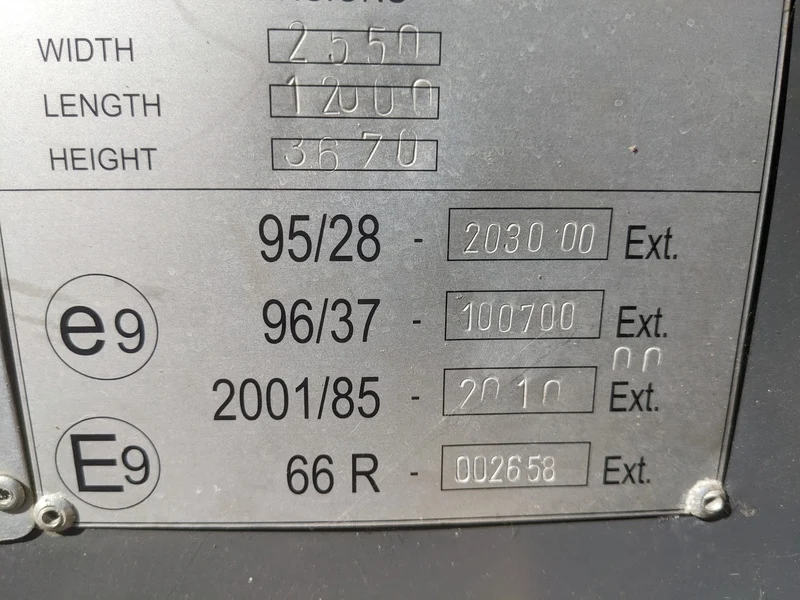 WIDTH 2550
LENGTH 12000
HEIGHT 3670
95/28 - 203000 Ext.
e9 96/37 - 100700 Ext.
00
2001/85 - 2010 Ext.
E9 66 R - 002658 Ext.